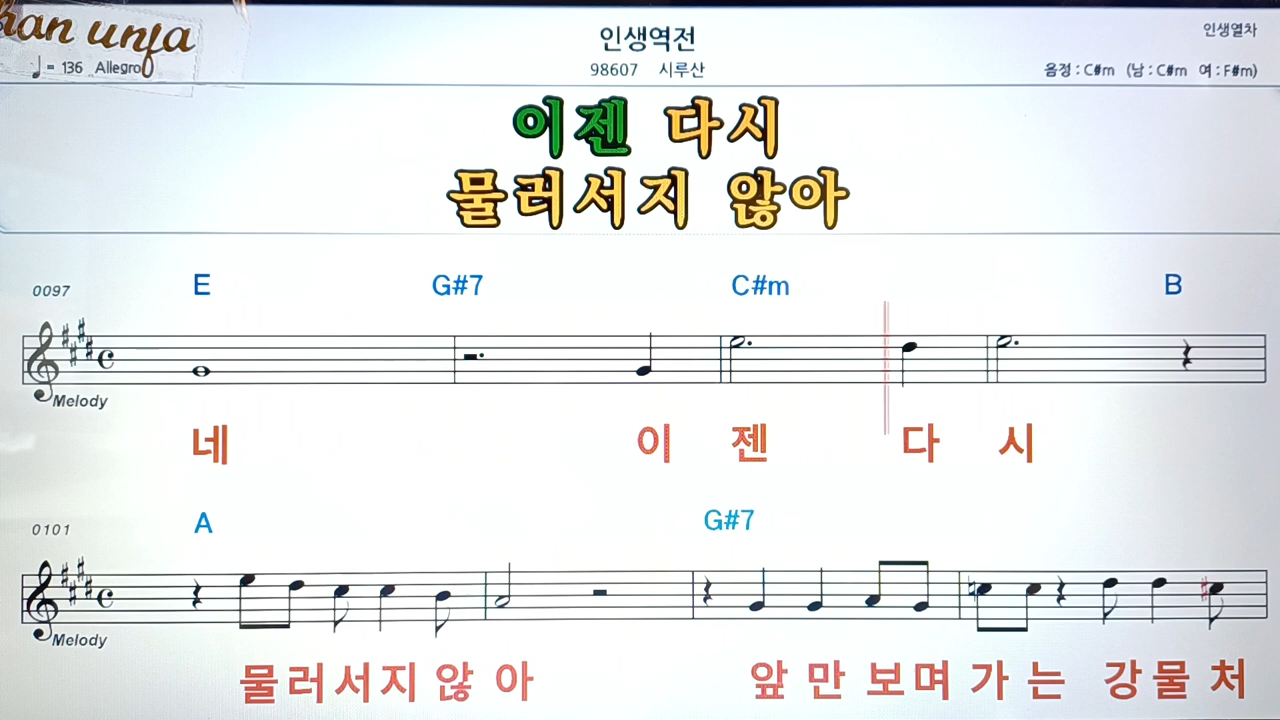 han unfa
인생역전
인생열차
♩= 136 Allegro
98607 시루산
음정 : C#m (남 : C#m 여 : F#m)
이젠 다시
물러서지 않아
0097 E G#7 C#m B
Melody
네 이 젠 다 시
0101 A G#7
Melody
물러서지 않 아 앞 만 보며 가 는 강 물 처